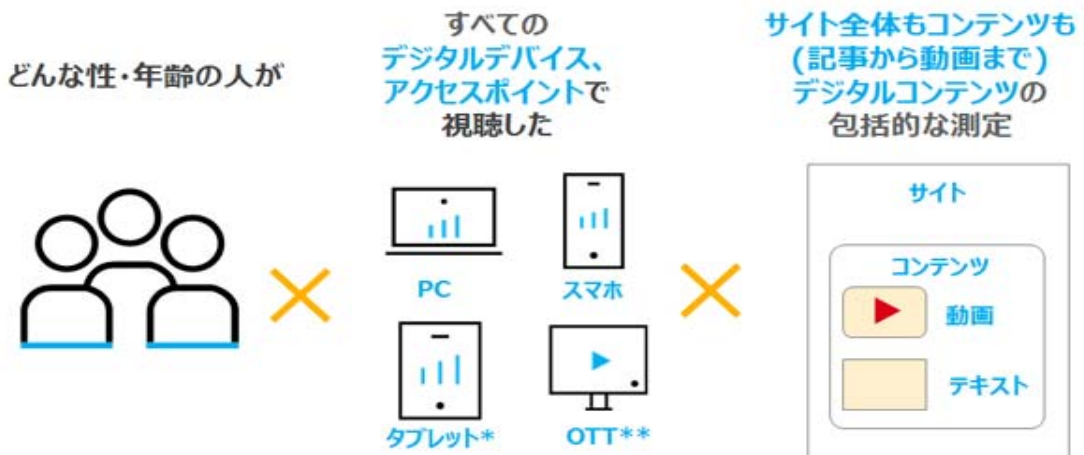 どんな性・年齢の人が
すべての
デジタルデバイス、
アクセスポイントで
視聴した
サイト全体もコンテンツも
(記事から動画まで)
デジタルコンテンツの
包括的な測定
PC
スマホ
タブレット*
OTT**
サイト
コンテンツ
動画
テキスト